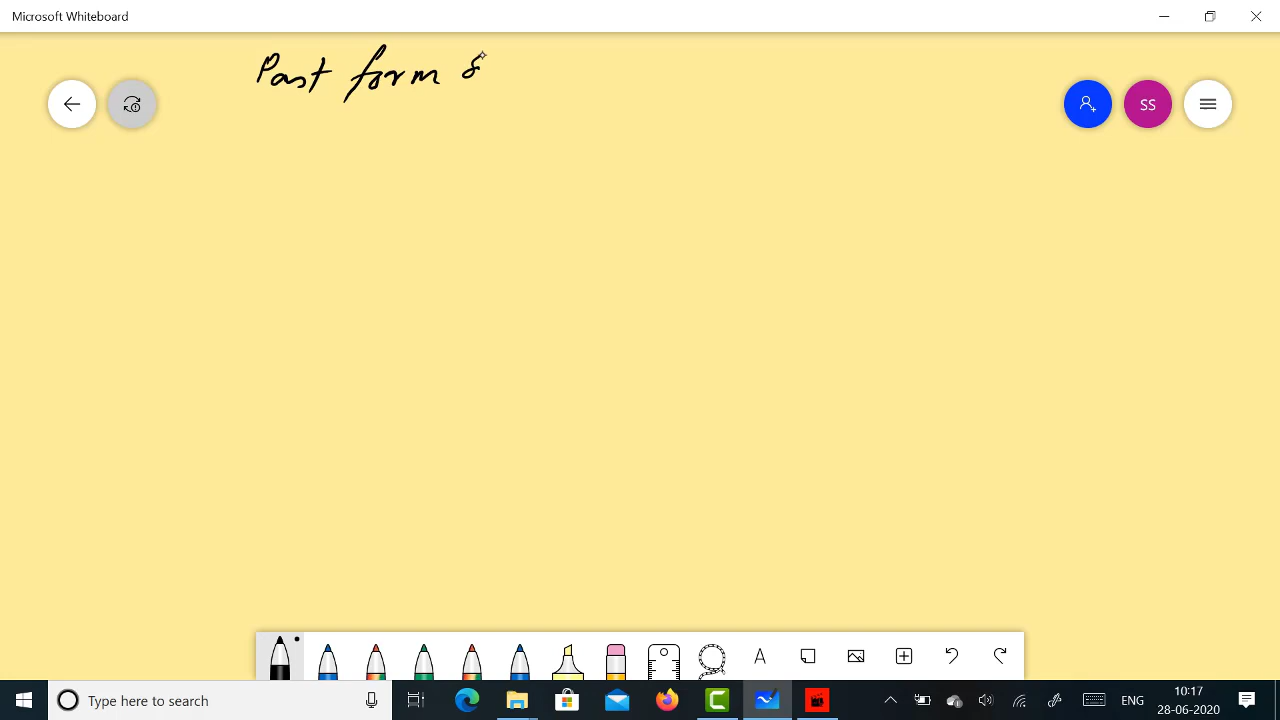 Microsoft Whiteboard
Past form &
SS
A
Type here to search
ENG
10:17
28-06-2020